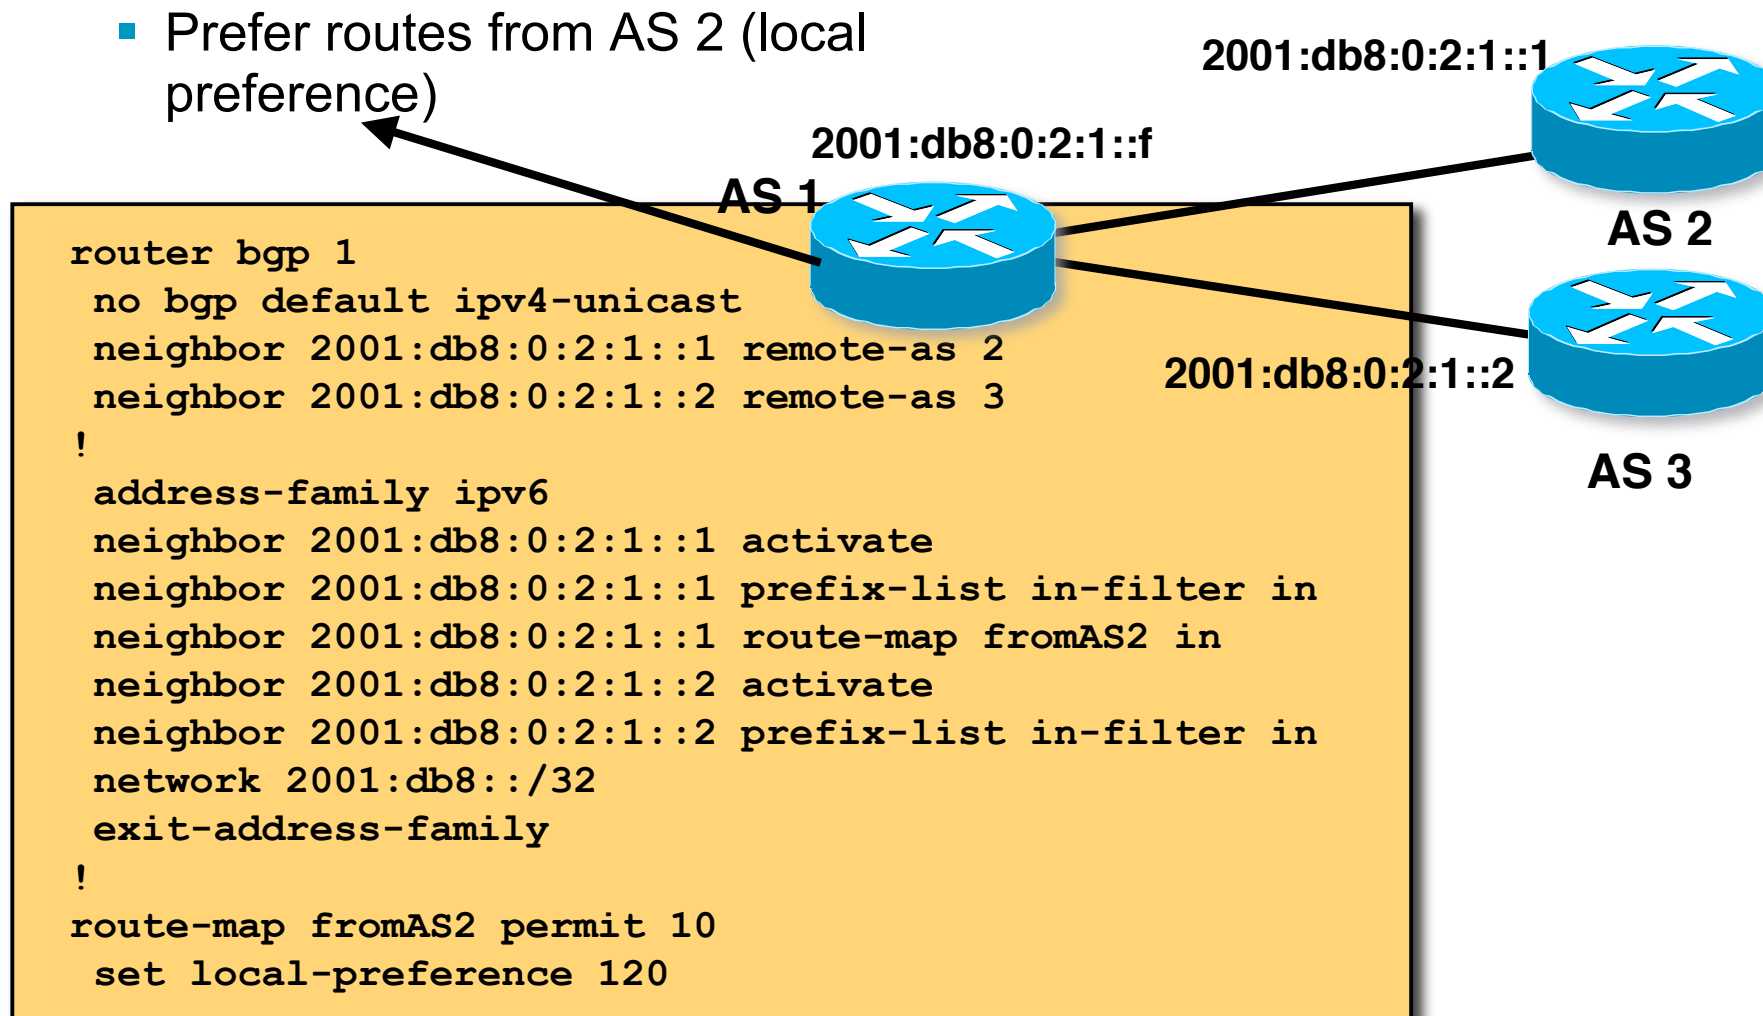 Prefer routes from AS 2 (local
preference)
2001:db8:0:2:1::1
2001:db8:0:2:1::f
AS 1
AS 2
2001:db8:0:2:1::2
AS 3
router bgp 1
no bgp default ipv4-unicast
neighbor 2001:db8:0:2:1::1 remote-as 2
neighbor 2001:db8:0:2:1::2 remote-as 3
!
address-family ipv6
neighbor 2001:db8:0:2:1::1 activate
neighbor 2001:db8:0:2:1::1 prefix-list in-filter in
neighbor 2001:db8:0:2:1::1 route-map fromAS2 in
neighbor 2001:db8:0:2:1::2 activate
neighbor 2001:db8:0:2:1::2 prefix-list in-filter in
network 2001:db8::/32
exit-address-family
!
route-map fromAS2 permit 10
set local-preference 120